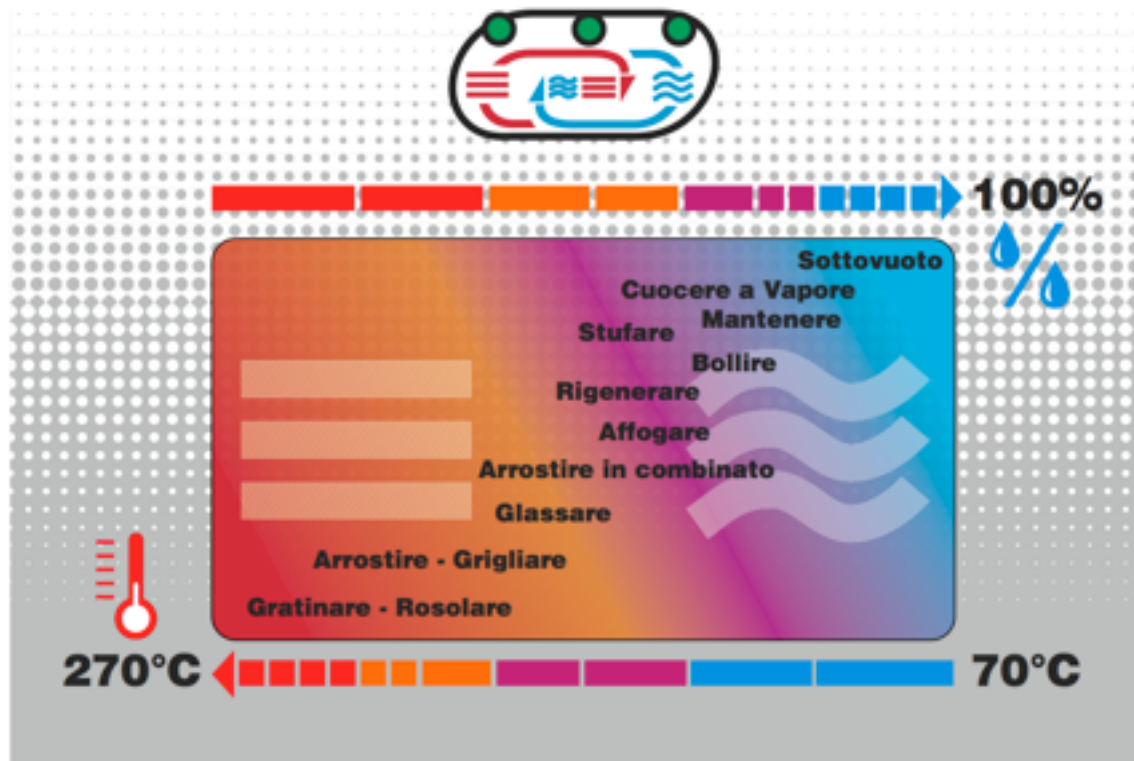 100%
Sottovuoto
Cuocere a Vapore
Mantenere
Stufare
Bollire
Rigenerare
Affogare
Arrostire in combinato
Glassare
Arrostire - Grigliare
Gratinare - Rosolare
270°C
70°C